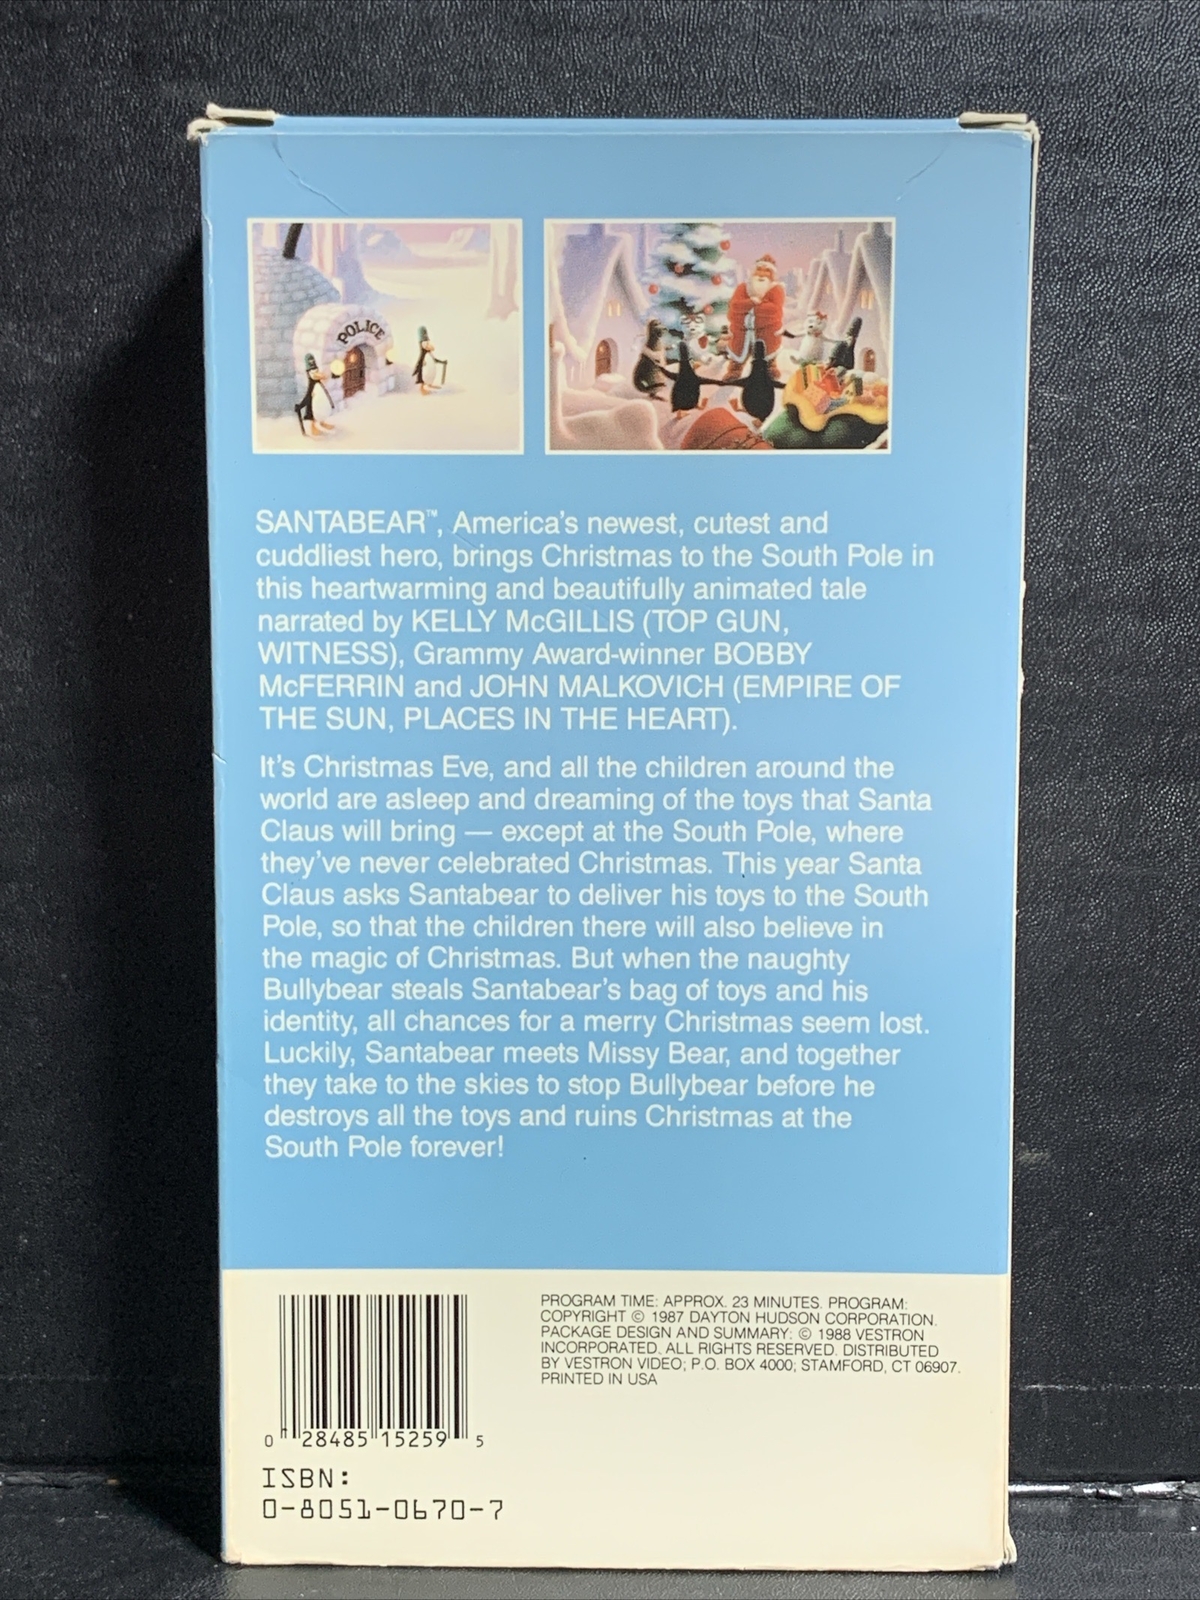 POLICE
SANTABEAR™, America's newest, cutest and
cuddliest hero, brings Christmas to the South Pole in
this heartwarming and beautifully animated tale
narrated by KELLY McGILLIS (TOP GUN,
WITNESS), Grammy Award-winner BOBBY
McFERRIN and JOHN MALKOVICH (EMPIRE OF
THE SUN, PLACES IN THE HEART).
It's Christmas Eve, and all the children around the
world are asleep and dreaming of the toys that Santa
Claus will bring — except at the South Pole, where
they've never celebrated Christmas. This year Santa
Claus asks Santabear to deliver his toys to the South
Pole, so that the children there will also believe in
the magic of Christmas. But when the naughty
Bullybear steals Santabear's bag of toys and his
identity, all chances for a merry Christmas seem lost.
Luckily, Santabear meets Missy Bear, and together
they take to the skies to stop Bullybear before he
destroys all the toys and ruins Christmas at the
South Pole forever!
PROGRAM TIME: APPROX. 23 MINUTES. PROGRAM:
COPYRIGHT © 1987 DAYTON HUDSON CORPORATION.
PACKAGE DESIGN AND SUMMARY: © 1988 VESTRON
INCORPORATED. ALL RIGHTS RESERVED. DISTRIBUTED
BY VESTRON VIDEO; P.O. BOX 4000; STAMFORD, CT 06907.
PRINTED IN USA
0 28485 15259 5
ISBN:
0-8051-0670-7